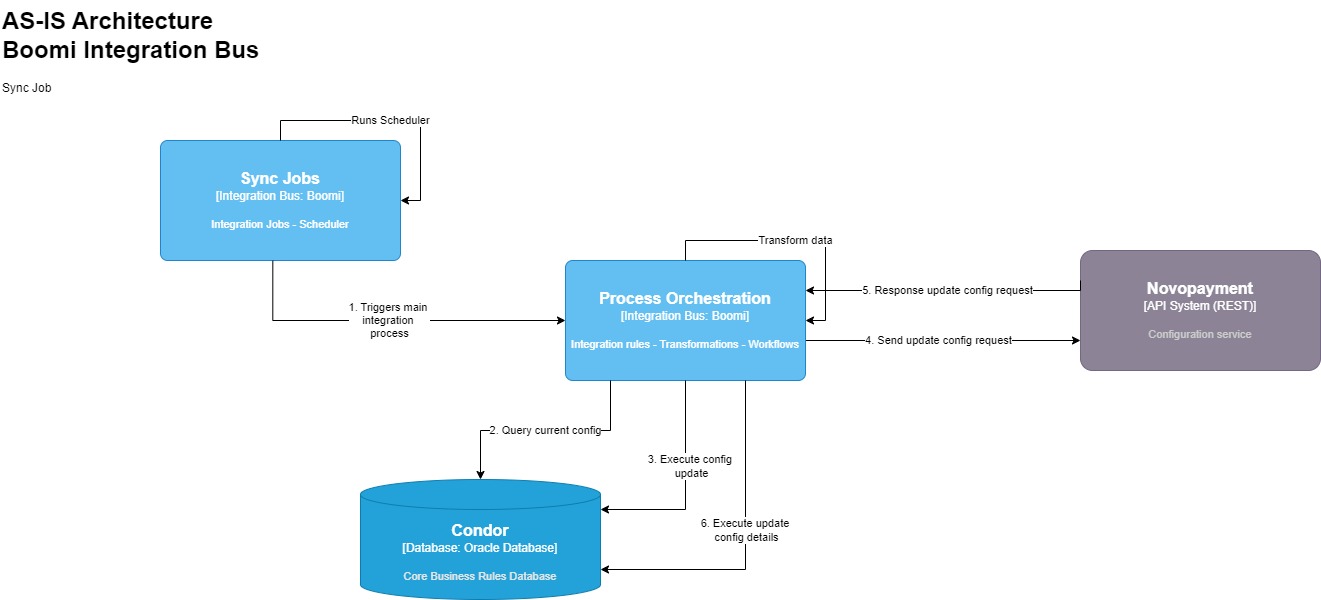 AS-IS Architecture
Boomi Integration Bus
Sync Job
Runs Scheduler
Sync Jobs
[Integration Bus: Boomi]
Integration Jobs - Scheduler
1. Triggers main
integration
process
Transform data
Process Orchestration
[Integration Bus: Boomi]
Integration rules - Transformations - Workflows
5. Response update config request
4. Send update config request
Novopayment
[API System (REST)]
Configuration service
2. Query current config
3. Execute config
update
6. Execute update
config details
Condor
[Database: Oracle Database]
Core Business Rules Database